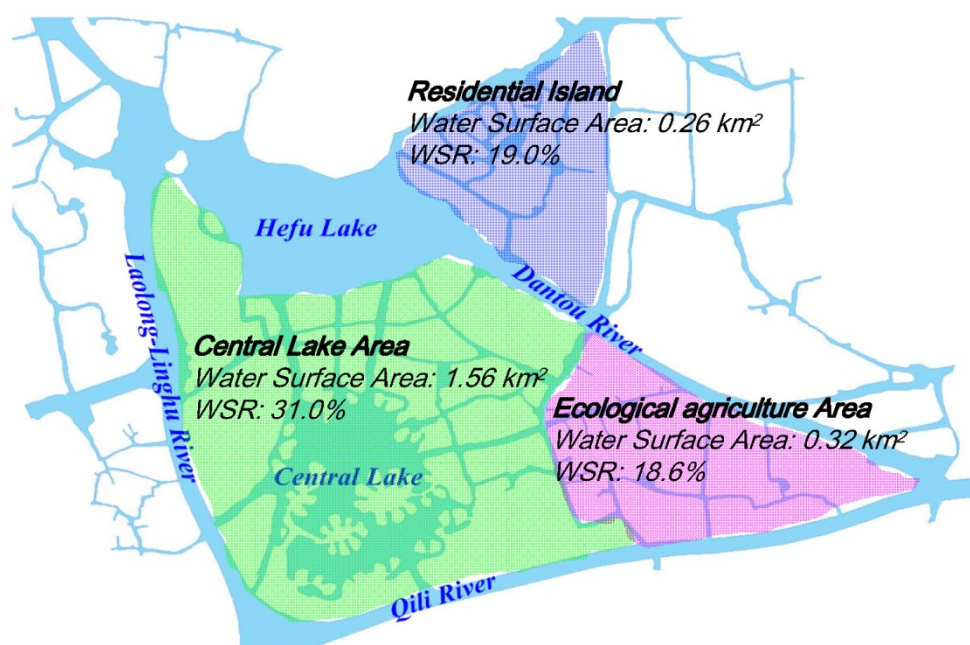 Residential Island
Water Surface Area: 0.26 km²
WSR: 19.0%
Hefu Lake
Laolong-Linghu River
Dantou River
Central Lake Area
Water Surface Area: 1.56 km²
WSR: 31.0%
Ecological agriculture Area
Water Surface Area: 0.32 km²
WSR: 18.6%
Central Lake
Qili River